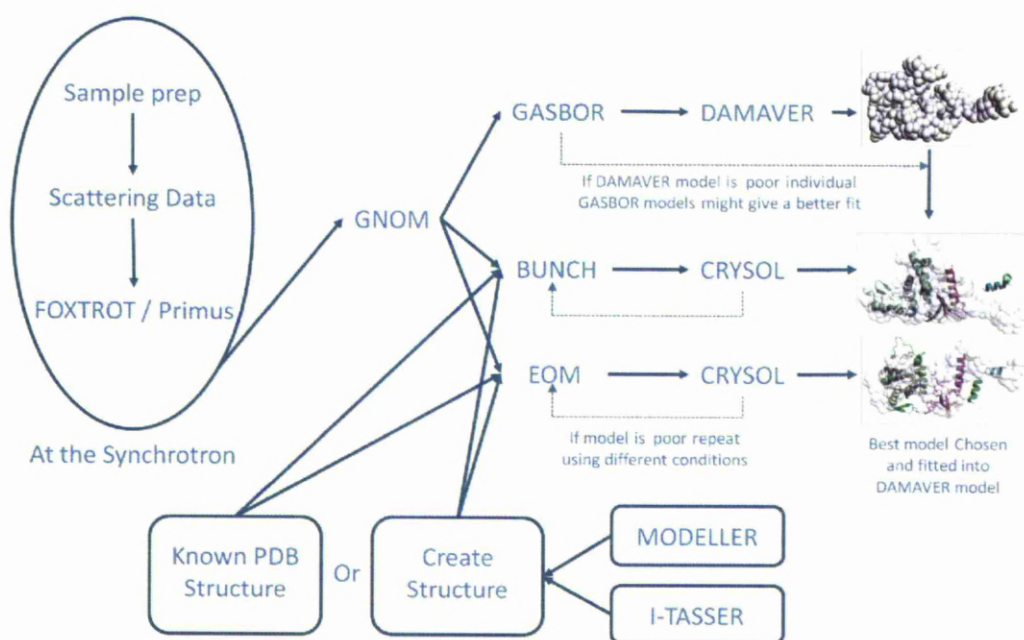 Sample prep
Scattering Data
FOXTROT / Primus
At the Synchrotron
GNOM
GASBOR
DAMAVER
If DAMAVER model is poor individual
GASBOR models might give a better fit
BUNCH
CRYSOL
EOM
CRYSOL
If model is poor repeat
using different conditions
Best model Chosen
and fitted into
DAMAVER model
Known PDB
Structure
Or
Create
Structure
MODELLER
I-TASSER